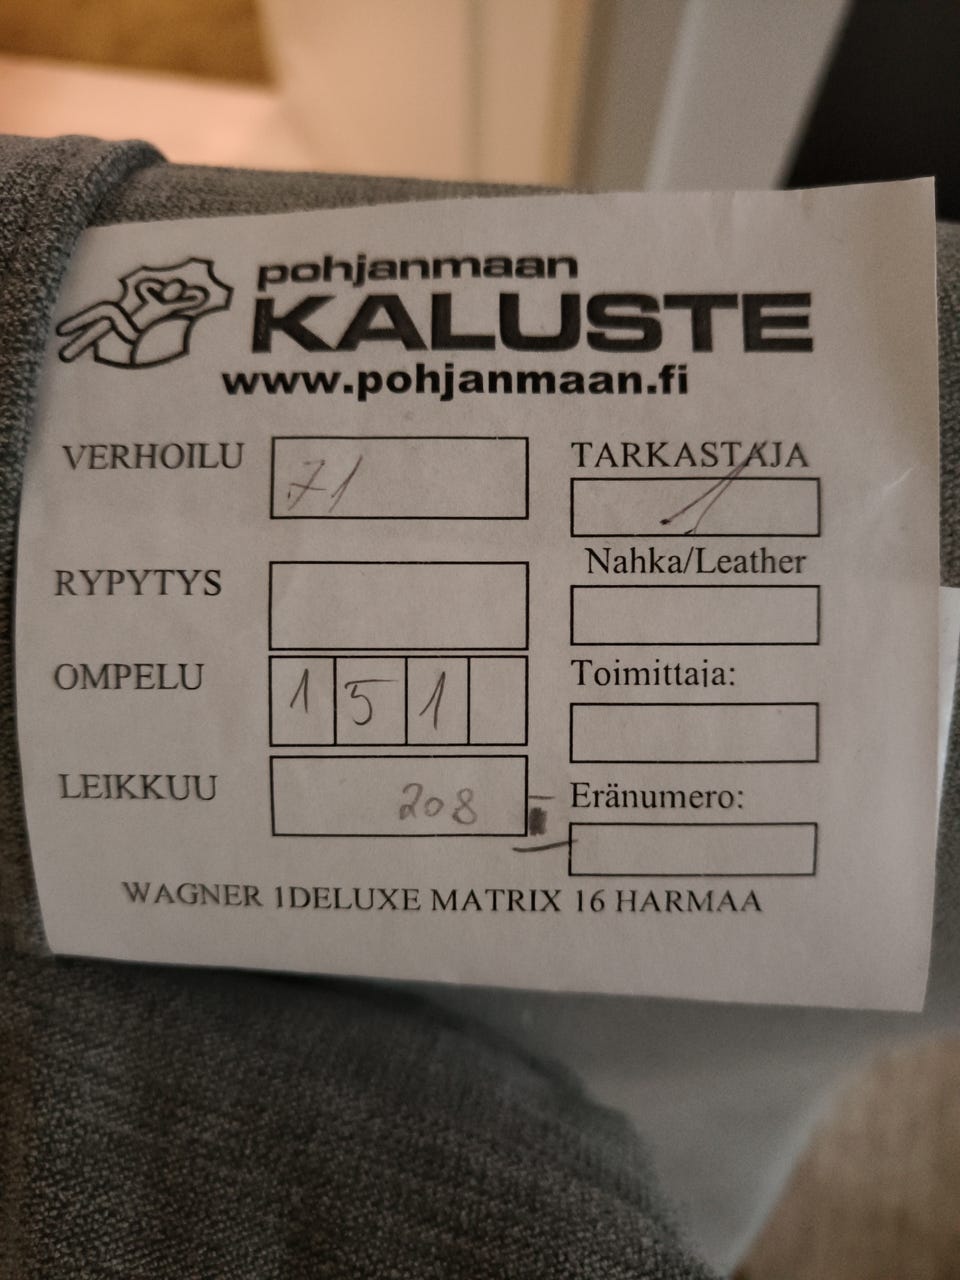 pohjanmaan
KALUSTE
www.pohjanmaan.fi
VERHOILU 71
TARKASTAJA
RYPYTYS
Nahka/Leather
OMPELU 1 5 1
Toimittaja:
LEIKKUU 208
Eränumero:
WAGNER 1DELUXE MATRIX 16 HARMAA